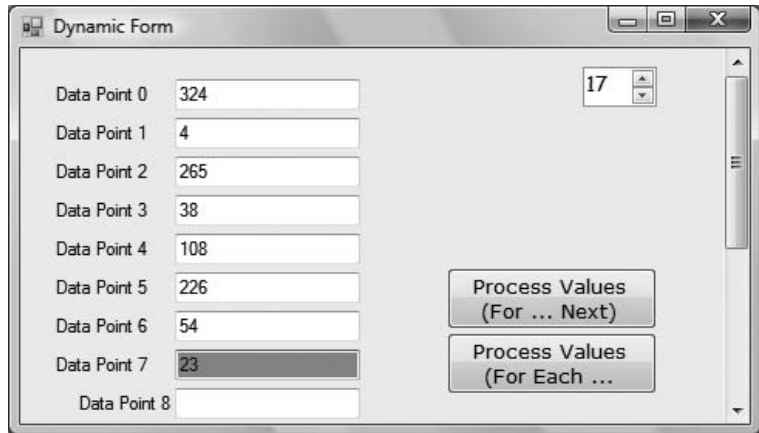 Dynamic Form
17
Data Point 0 324
Data Point 1 4
Data Point 2 265
Data Point 3 38
Data Point 4 108
Data Point 5 226
Data Point 6 54
Data Point 7 23
Data Point 8
Process Values
(For ... Next)
Process Values
(For Each ...